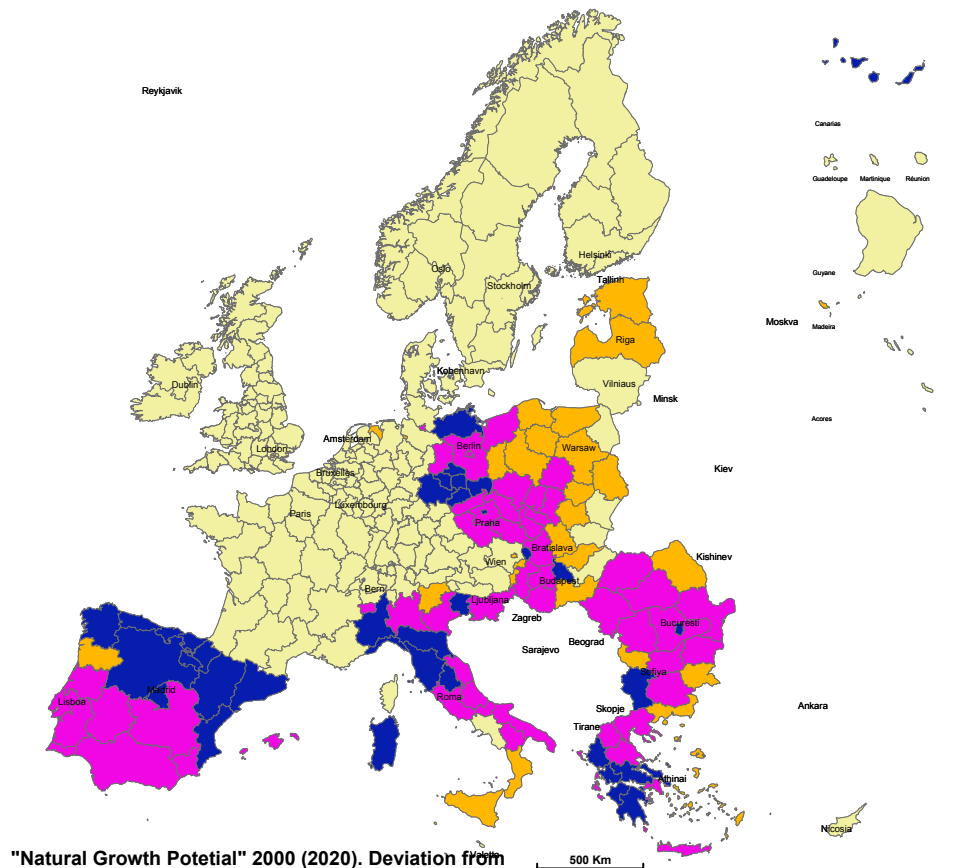 Reykjavik
Canarias
Guadeloupe Martinique Réunion
Oslo
Helsinki
Guyane
Tallinn
Stockholm
Moskva
Madeira
Riga
Kobenhavn
Vilniaus
Dublin
Minsk
Acores
Amsterdam
Berlin
London
Warsaw
Kiev
Bruxelles
Luxembourg
Paris
Praha
Bratislava
Kishinev
Wien
Budapest
Bern
Ljubljana
Zagreb
Bucuresti
Beograd
Sarajevo
Sofiya
Madrid
Roma
Lisboa
Skopje
Ankara
Tirane
Athinai
Nicosia
Valetta
"Natural Growth Potetial" 2000 (2020). Deviation from
500 Km